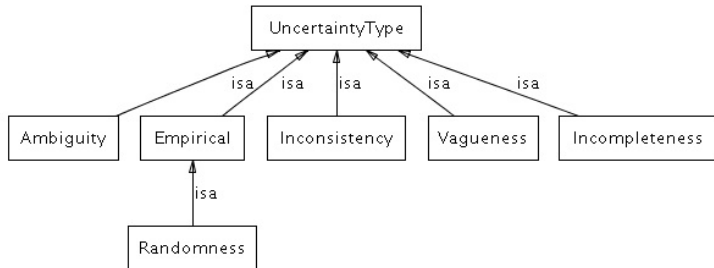 UncertaintyType
isa isa isa isa isa
Ambiguity Empirical Inconsistency Vagueness Incompleteness
isa
Randomness